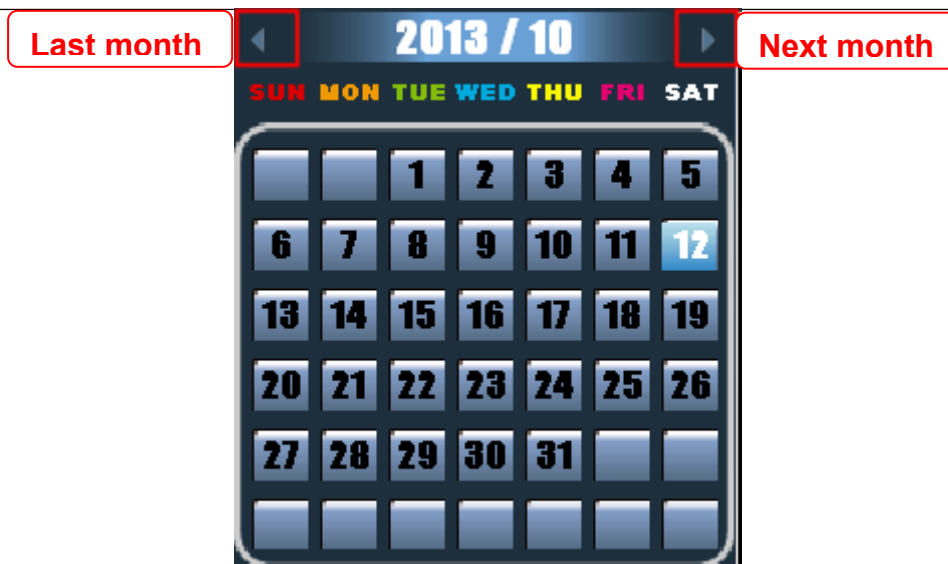 Last month
2013 / 10
Next month
SUN MON TUE WED THU FRI SAT
1 2 3 4 5
6 7 8 9 10 11 12
13 14 15 16 17 18 19
20 21 22 23 24 25 26
27 28 29 30 31